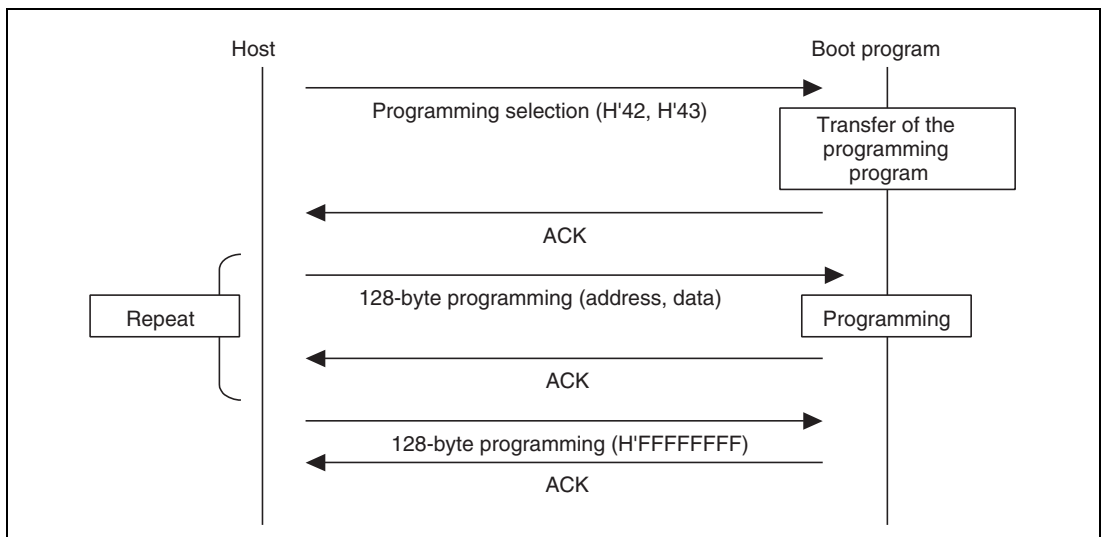 Host
Boot program
Programming selection (H'42, H'43)
Transfer of the
programming
program
ACK
128-byte programming (address, data)
Repeat
Programming
ACK
128-byte programming (H'FFFFFFFF)
ACK